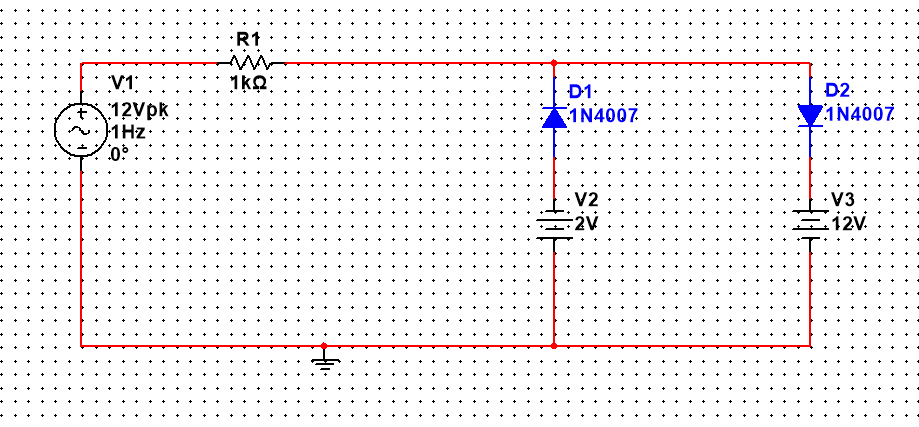 R1
1kΩ
V1
12Vpk
1Hz
0°
D1
1N4007
D2
1N4007
V2
2V
V3
12V